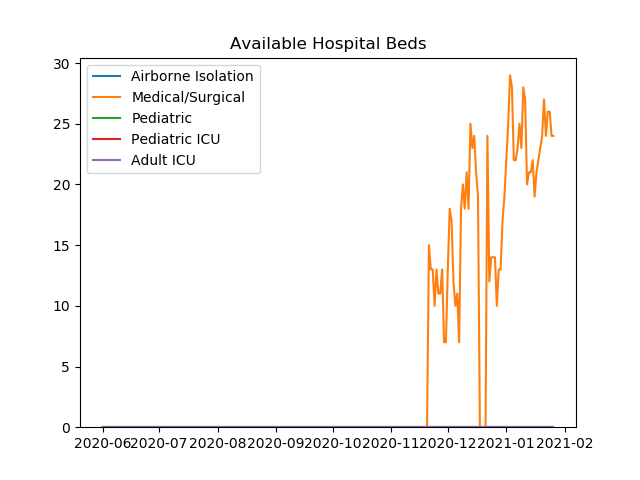 Available Hospital Beds
Airborne Isolation
Medical/Surgical
Pediatric
Pediatric ICU
Adult ICU
30
25
20
15
10
5
0
2020-06 2020-07 2020-08 2020-09 2020-10 2020-11 2020-12 2021-01 2021-02